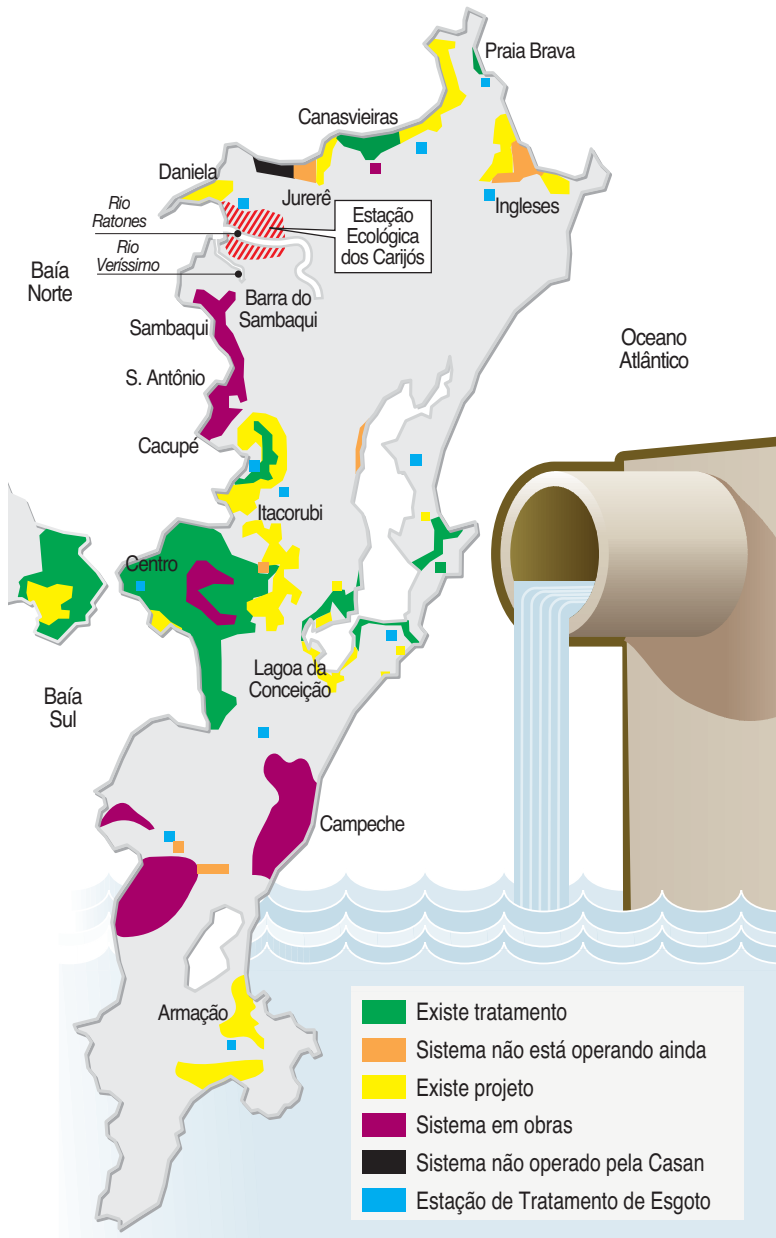 Praia Brava
Canasvieiras
Daniela
Jurerê
Ingleses
Rio
Ratones
Estação
Ecológica
dos Carijós
Rio
Veríssimo
Baía
Norte
Barra do
Sambaqui
Sambaqui
Oceano
Atlântico
S. Antônio
Cacupé
Itacorubi
Centro
Lagoa da
Conceição
Baía
Sul
Campeche
Armação
Existe tratamento
Sistema não está operando ainda
Existe projeto
Sistema em obras
Sistema não operado pela Casan
Estação de Tratamento de Esgoto